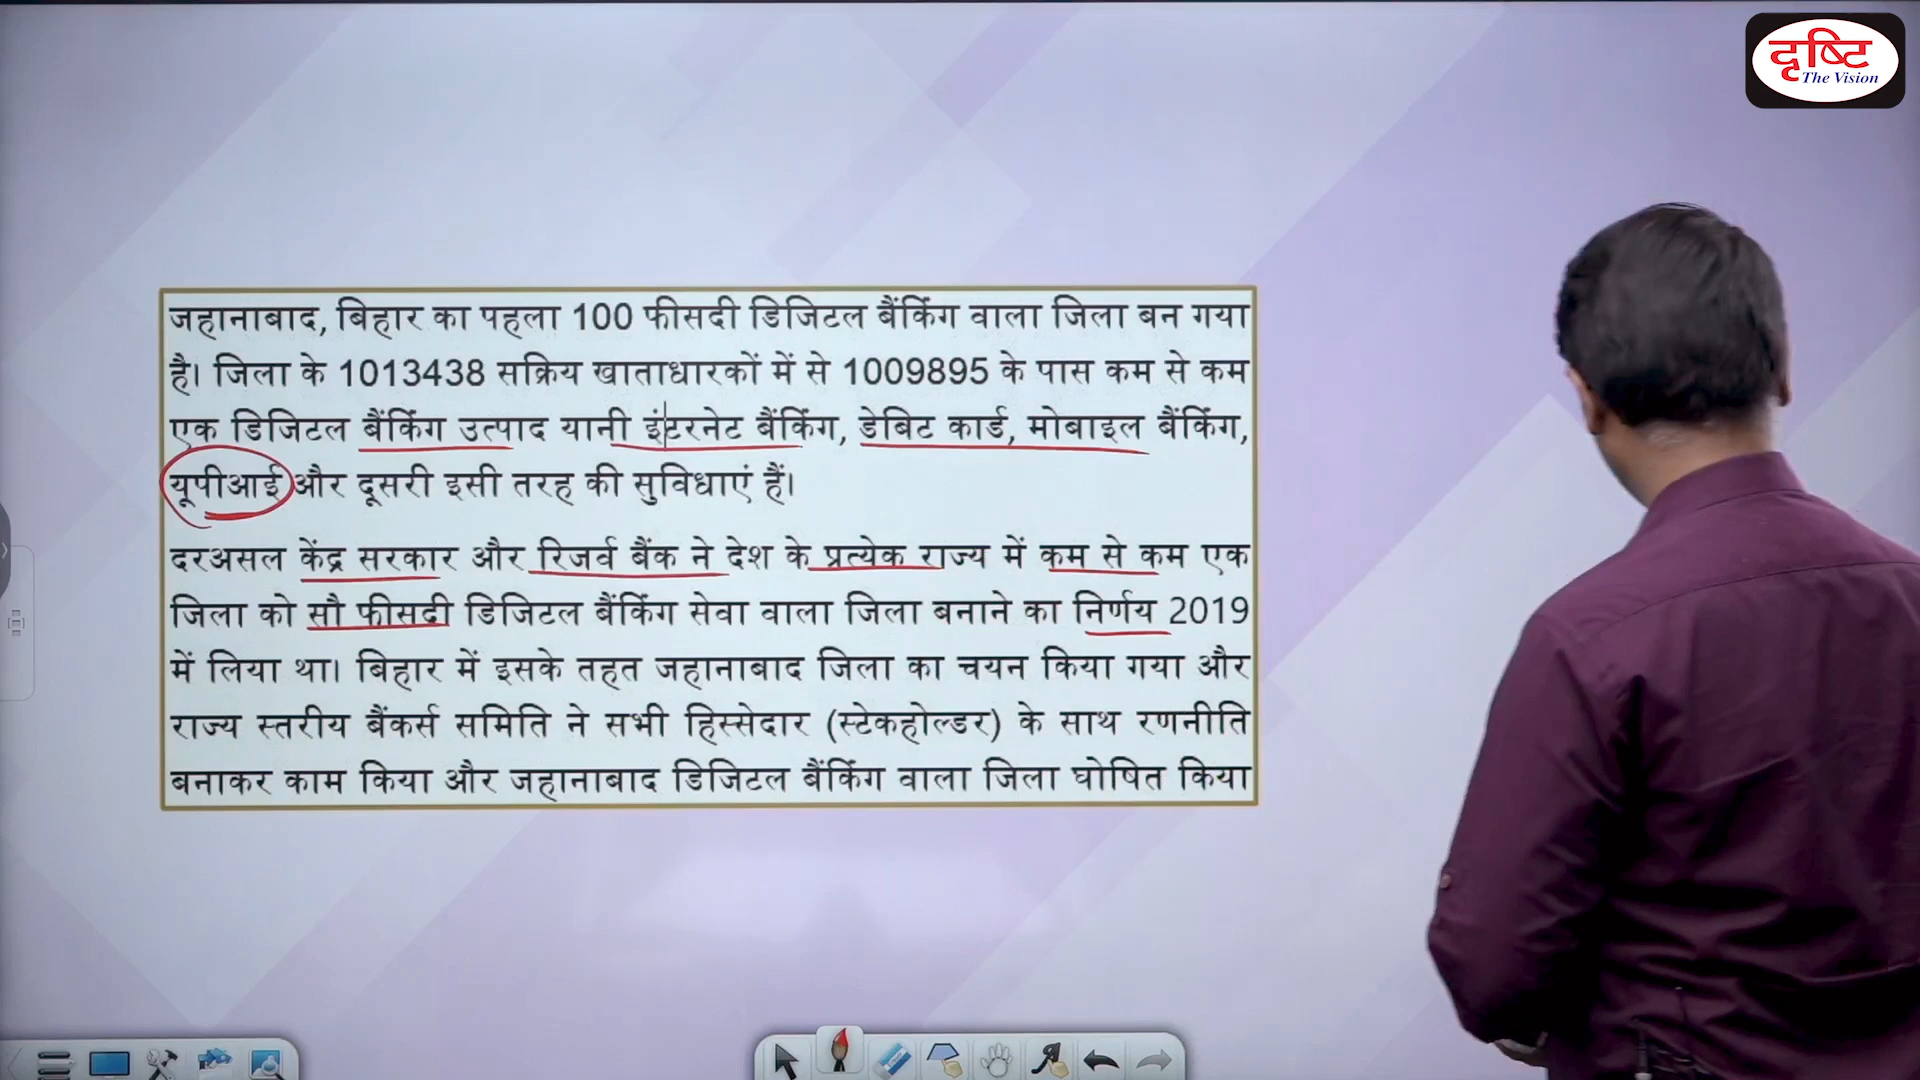 दृष्टि
The Vision
जहानाबाद, बिहार का पहला 100 फीसदी डिजिटल बैंकिंग वाला जिला बन गया
है। जिला के 1013438 सक्रिय खाताधारकों में से 1009895 के पास कम से कम
एक डिजिटल बैंकिंग उत्पाद यानी इंटरनेट बैंकिंग, डेबिट कार्ड, मोबाइल बैंकिंग,
यूपीआई और दूसरी इसी तरह की सुविधाएं हैं।
दरअसल केंद्र सरकार और रिजर्व बैंक ने देश के प्रत्येक राज्य में कम से कम एक
जिला को सौ फीसदी डिजिटल बैंकिंग सेवा वाला जिला बनाने का निर्णय 2019
में लिया था। बिहार में इसके तहत जहानाबाद जिला का चयन किया गया और
राज्य स्तरीय बैंकर्स समिति ने सभी हिस्सेदार (स्टेकहोल्डर) के साथ रणनीति
बनाकर काम किया और जहानाबाद डिजिटल बैंकिंग वाला जिला घोषित किया